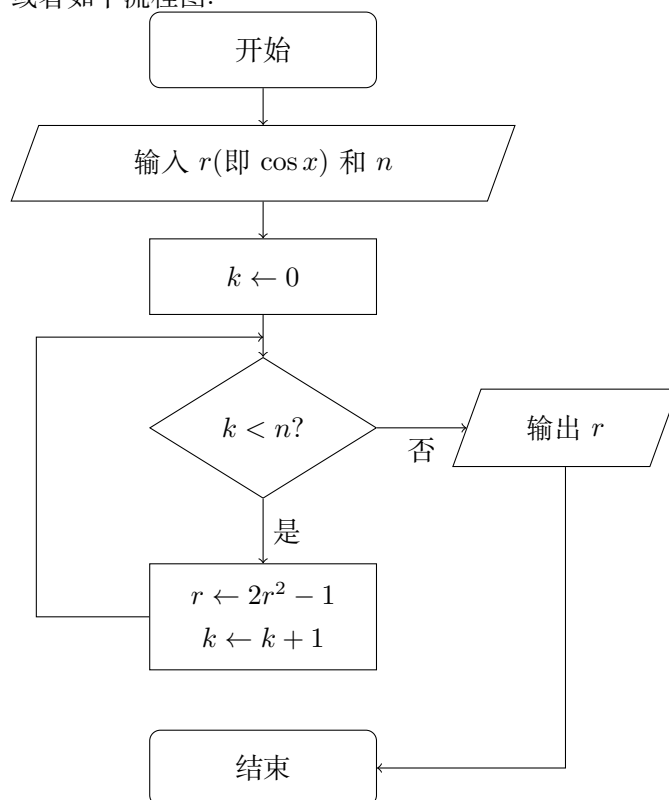 或者如下流程图:
开始
输入 r(即 cos x) 和 n
k ← 0
k < n?
否
输出 r
是
r ← 2r² − 1
k ← k + 1
结束